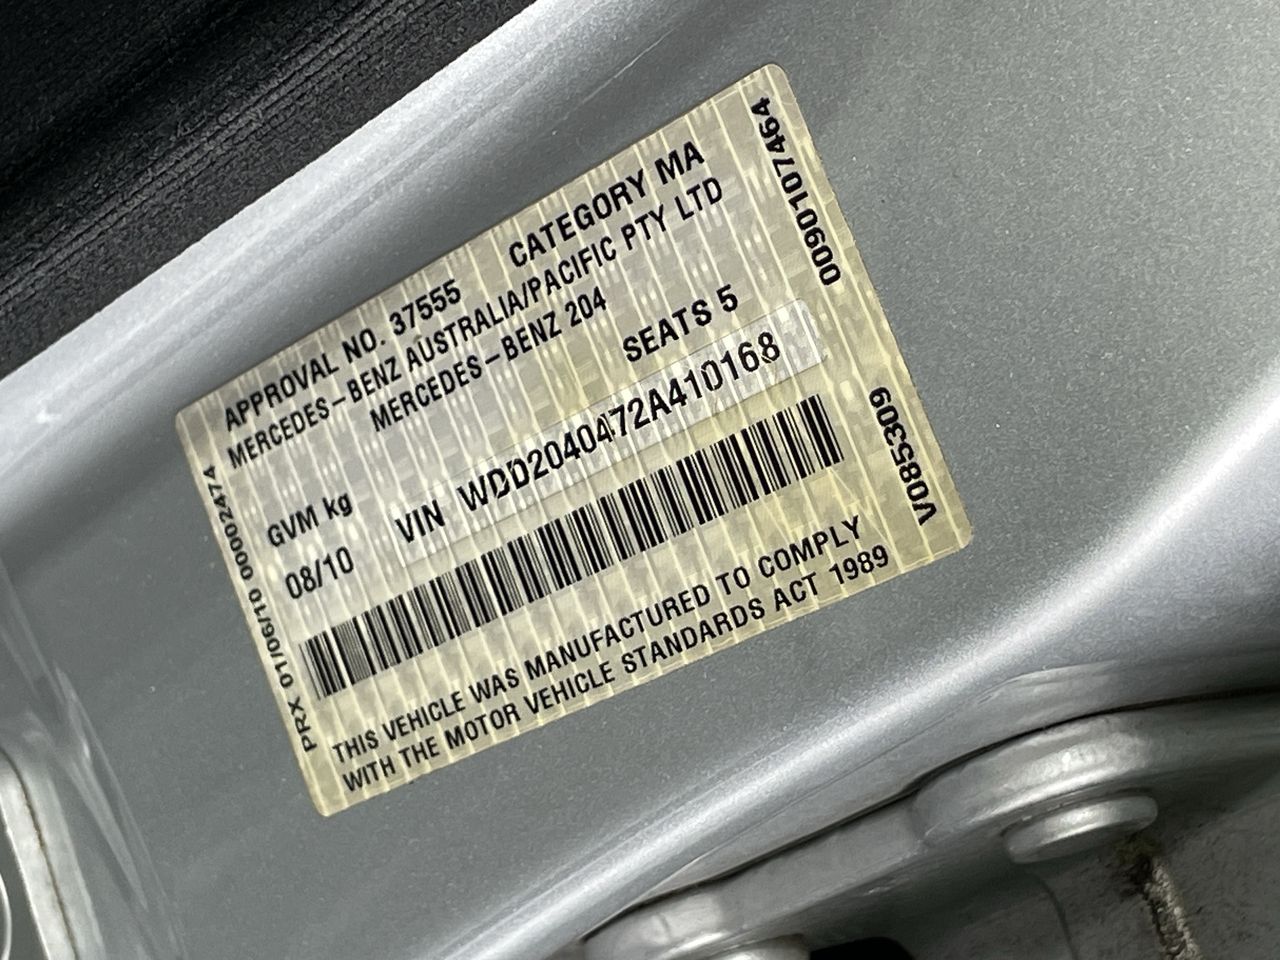 APPROVAL NO. 37555 CATEGORY MA
MERCEDES-BENZ AUSTRALIA/PACIFIC PTY LTD
MERCEDES-BENZ 204
GVM kg SEATS 5
08/10 VIN WDD2040472A410168
THIS VEHICLE WAS MANUFACTURED TO COMPLY
WITH THE MOTOR VEHICLE STANDARDS ACT 1989
PRX 01/06/10 00002474
V085309
0090107464